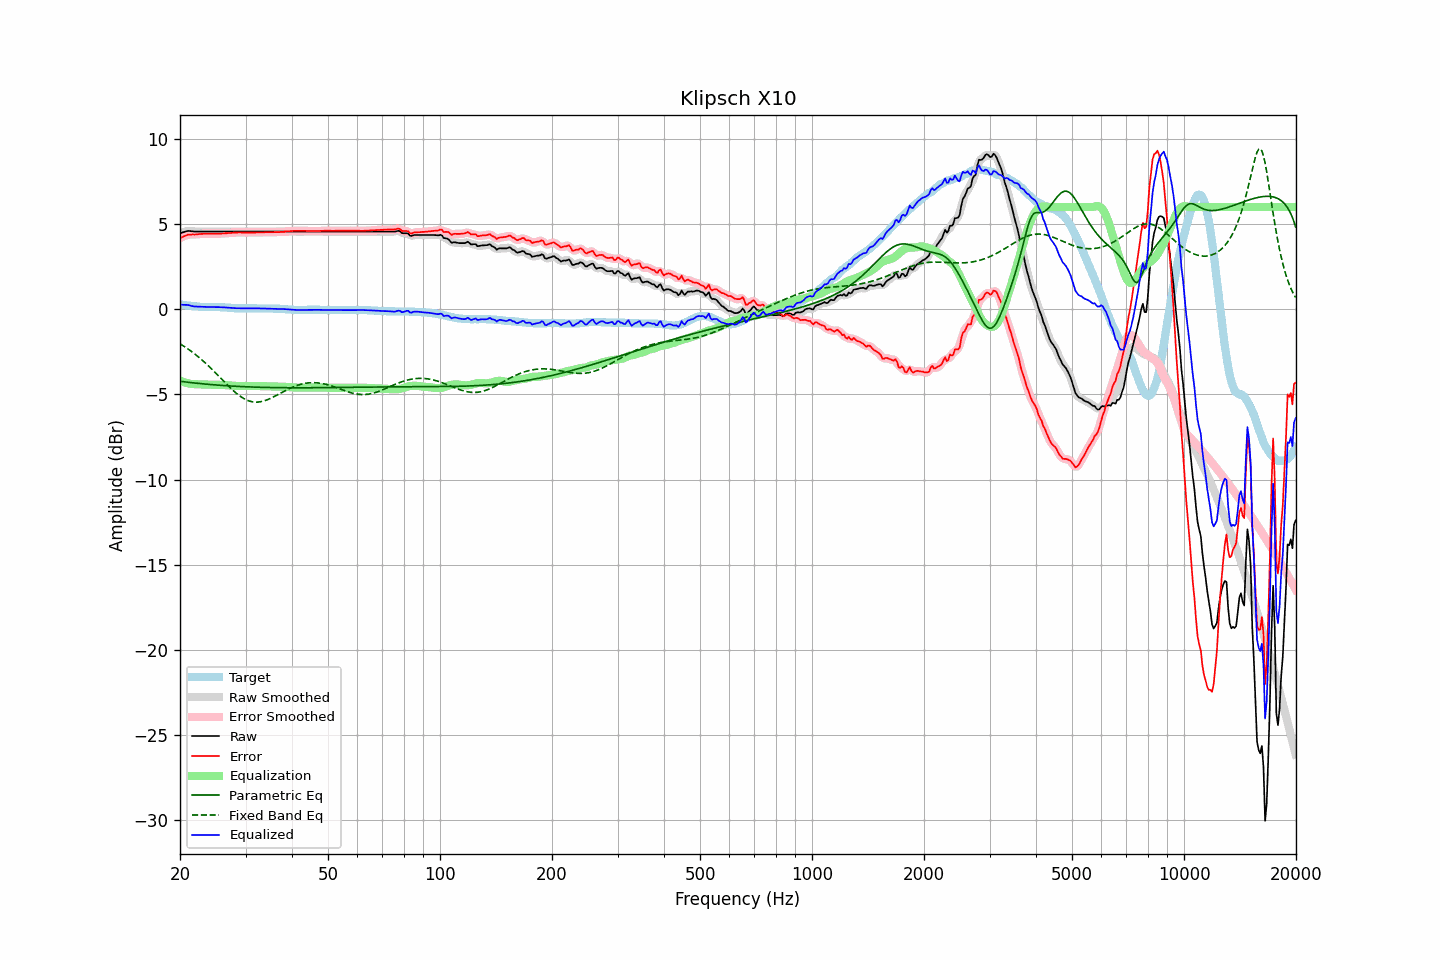 Klipsch X10
10
5
0
−5
−10
−15
−20
−25
−30
Amplitude (dBr)
Target
Raw Smoothed
Error Smoothed
Raw
Error
Equalization
Parametric Eq
Fixed Band Eq
Equalized
20 50 100 200 500 1000 2000 5000 10000 20000
Frequency (Hz)